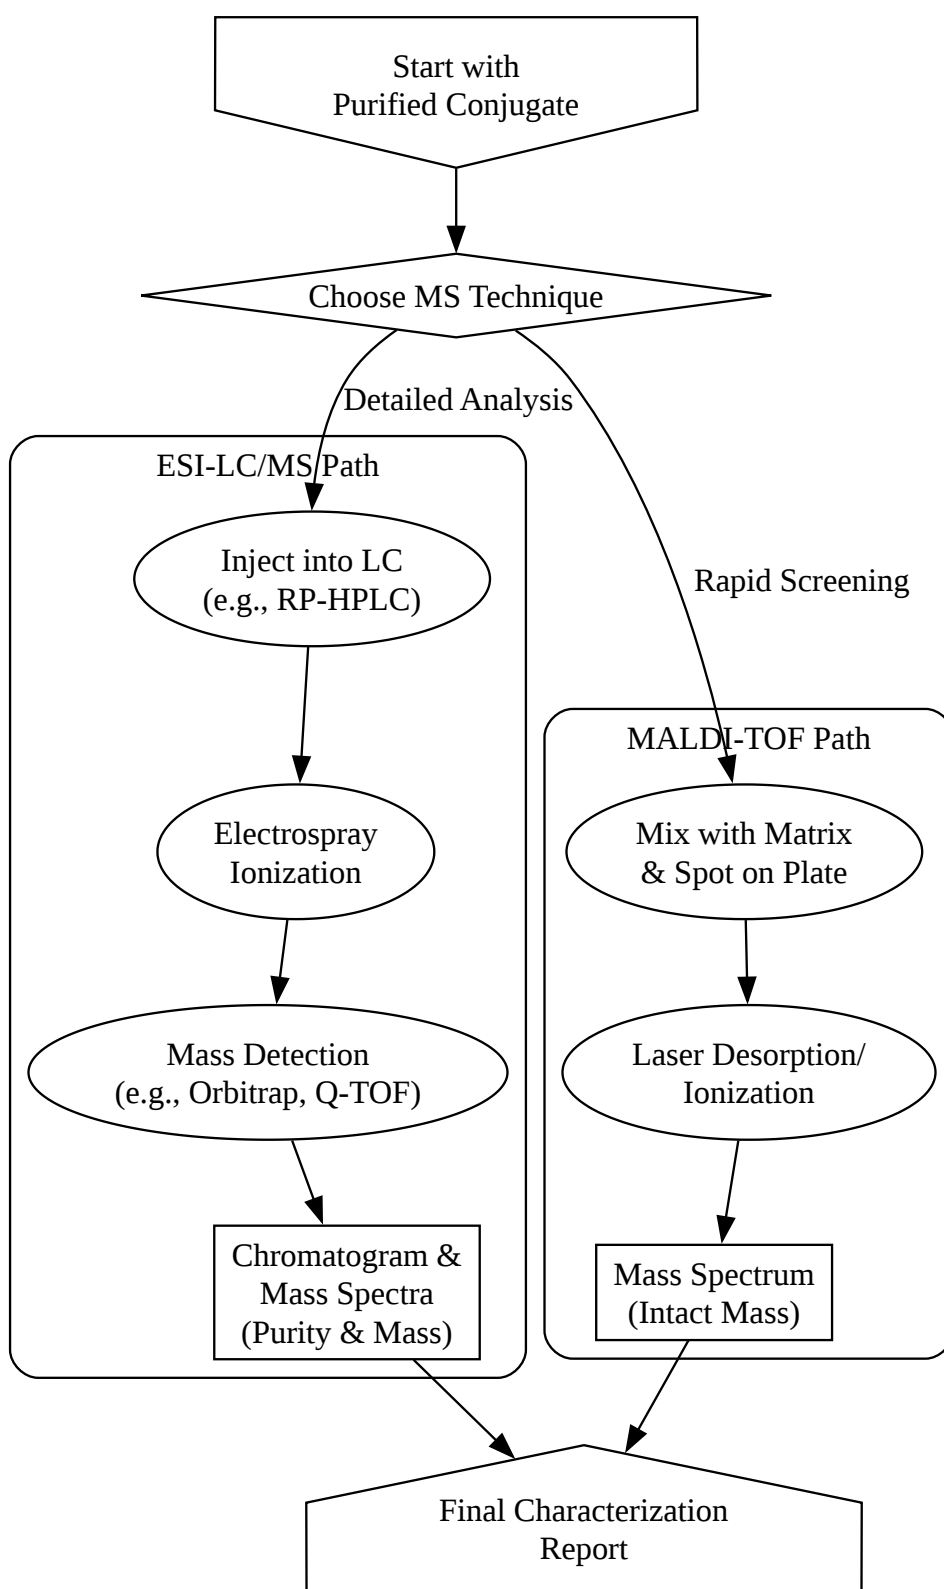 Start with
Purified Conjugate
Choose MS Technique
Detailed Analysis
ESI-LC/MS Path
Inject into LC
(e.g., RP-HPLC)
Rapid Screening
MALDI-TOF Path
Electrospray
Ionization
Mix with Matrix
& Spot on Plate
Mass Detection
(e.g., Orbitrap, Q-TOF)
Laser Desorption/
Ionization
Chromatogram &
Mass Spectra
(Purity & Mass)
Mass Spectrum
(Intact Mass)
Final Characterization
Report